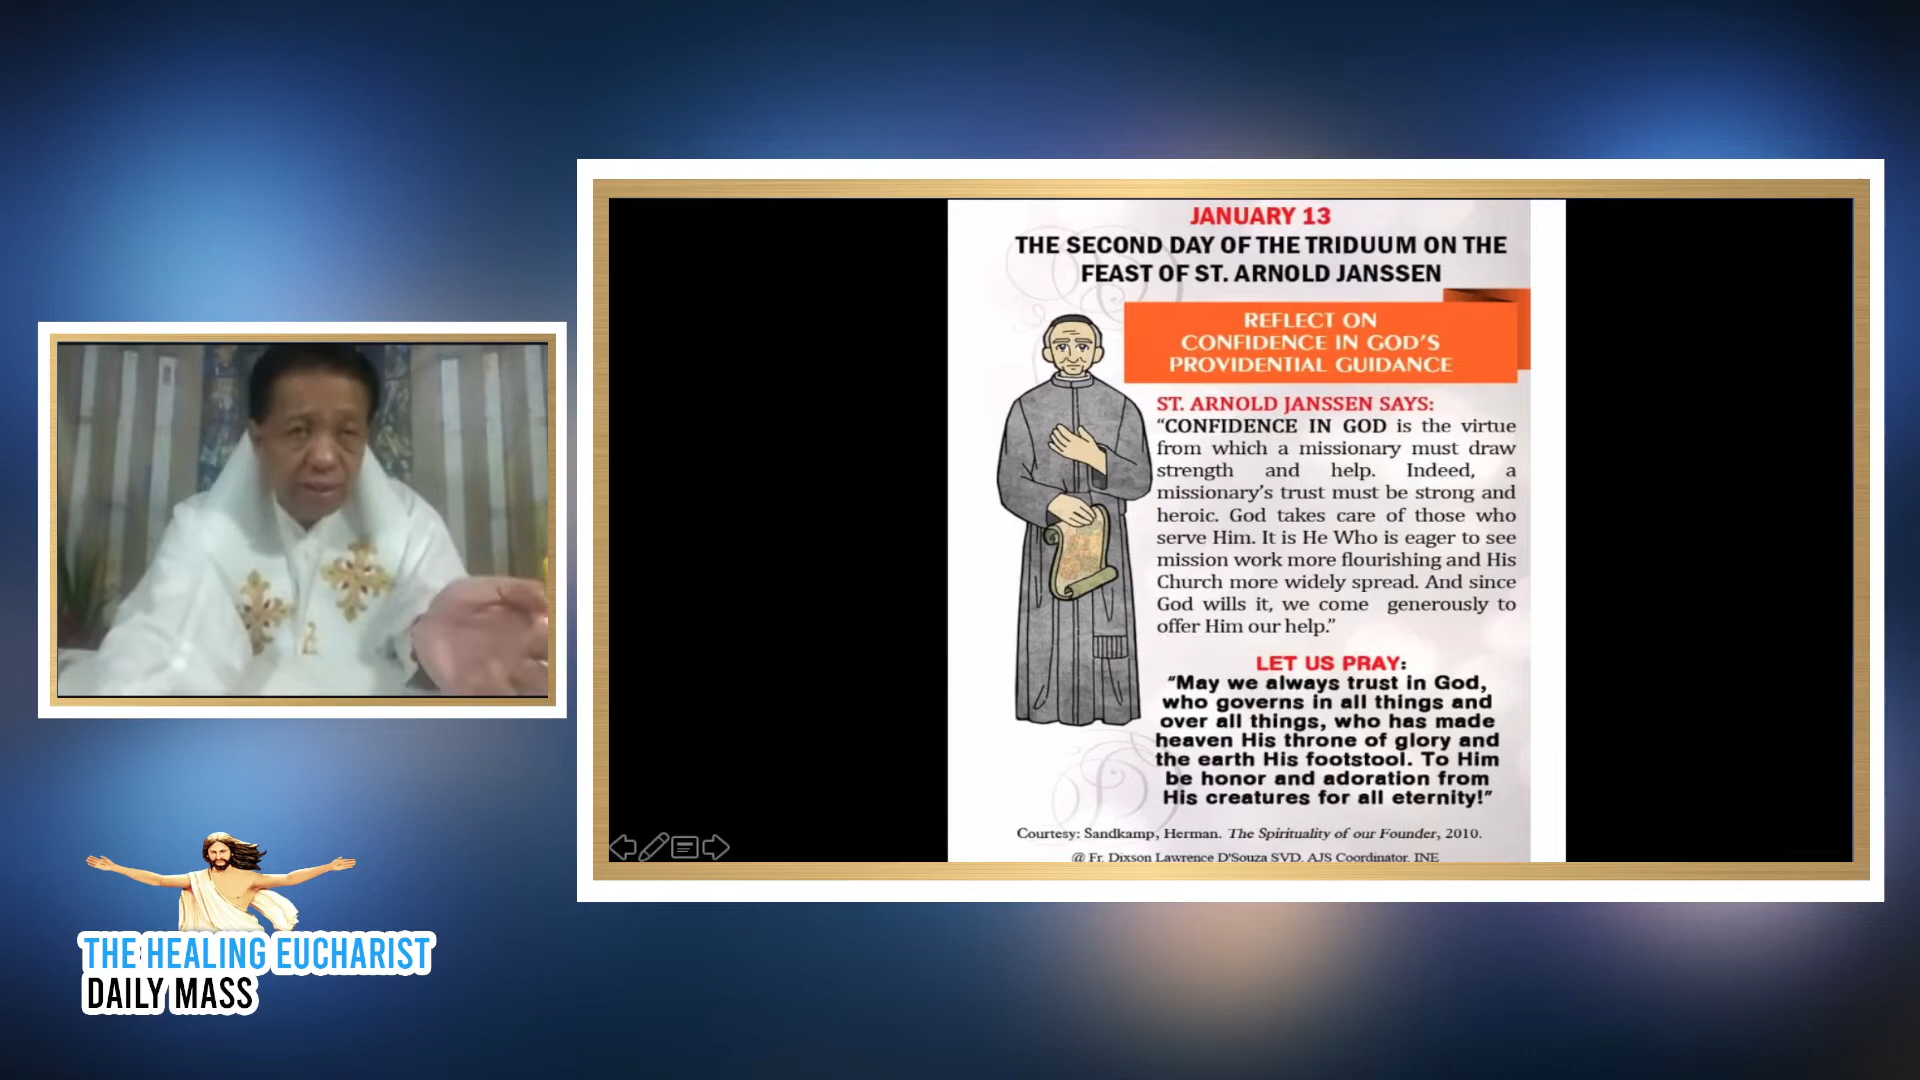 JANUARY 13
THE SECOND DAY OF THE TRIDUUM ON THE
FEAST OF ST. ARNOLD JANSSEN
REFLECT ON
CONFIDENCE IN GOD'S
PROVIDENTIAL GUIDANCE
ST. ARNOLD JANSSEN SAYS:
“CONFIDENCE IN GOD is the virtue
from which a missionary must draw
strength and help. Indeed, a
missionary's trust must be strong and
heroic. God takes care of those who
serve Him. It is He Who is eager to see
mission work more flourishing and His
Church more widely spread. And since
God wills it, we come generously to
offer Him our help.”
LET US PRAY:
“May we always trust in God,
who governs in all things and
over all things, who has made
heaven His throne of glory and
the earth His footstool. To Him
be honor and adoration from
His creatures for all eternity!”
Courtesy: Sandkamp, Herman. The Spirituality of our Founder, 2010.
@ Fr. Dixson Lawrence D'Souza SVD, AJS Coordinator, INE
THE HEALING EUCHARIST
DAILY MASS